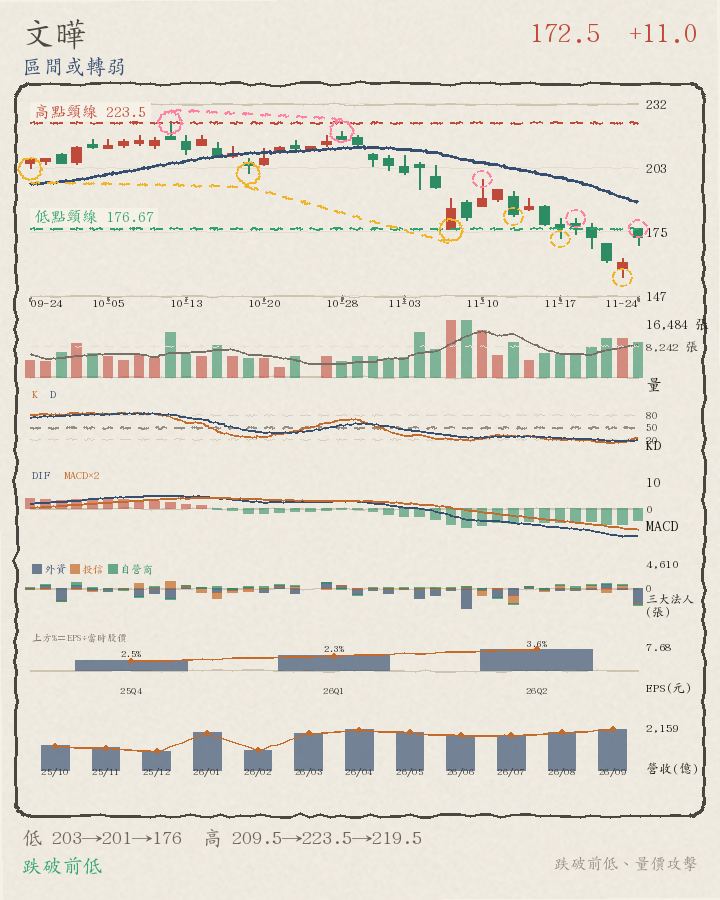 文曄
172.5 +11.0
區間或轉弱
高點頸線 223.5
232
203
低點頸線 176.67
175
147
09-24 10-05 10-13 10-20 10-28 11-03 11-10 11-17 11-24
16,484 張
8,242 張
量
K D
80
50
20
KD
DIF MACD×2
10
0
MACD
外資 投信 自營商
4,610
0
三大法人
(張)
上方%=EPS÷當時股價
2.5% 2.3% 3.6%
7.68
25Q4 26Q1 26Q2
EPS(元)
2,159
25/10 25/11 25/12 26/01 26/02 26/03 26/04 26/05 26/06 26/07 26/08 26/09
營收(億)
低 203→201→176 高 209.5→223.5→219.5
跌破前低
跌破前低、量價攻擊